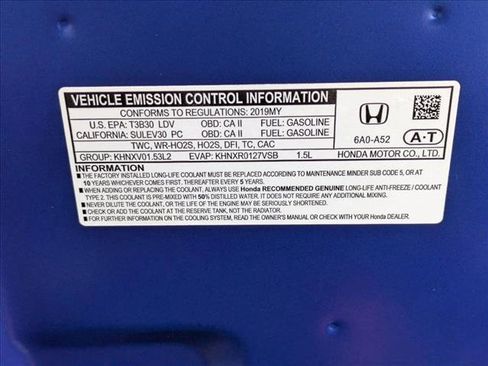 VEHICLE EMISSION CONTROL INFORMATION
CONFORMS TO REGULATIONS: 2019MY
U.S. EPA: T3B30 LDV OBD: CA II FUEL: GASOLINE
CALIFORNIA: SULEV30 PC OBD: CA II FUEL: GASOLINE
TWC, WR-HO2S, HO2S, DFI, TC, CAC
GROUP: KHNXV01.53L2 EVAP: KHNXR0127VSB 1.5L
6A0-A52
A·T
HONDA MOTOR CO., LTD.
INFORMATION
■ THE FACTORY INSTALLED LONG-LIFE COOLANT MUST BE REPLACED ACCORDING TO MAINTENANCE MINDER SUB CODE 5, OR AT
10 YEARS WHICHEVER COMES FIRST. THEREAFTER EVERY 5 YEARS.
■ WHEN ADDING OR REPLACING THE COOLANT, ALWAYS USE Honda RECOMMENDED GENUINE LONG-LIFE ANTI-FREEZE / COOLANT
TYPE 2. THIS COOLANT IS PRE-MIXED WITH 50% DISTILLED WATER. IT DOES NOT REQUIRE ANY ADDITIONAL MIXING.
■ NEVER DILUTE THE COOLANT, OR THE LIFE OF THE ENGINE MAY BE SERIOUSLY SHORTENED.
■ CHECK OR ADD COOLANT AT THE RESERVE TANK, NOT THE RADIATOR.
■ FOR FURTHER INFORMATION ON THE COOLING SYSTEM, READ THE OWNER'S MANUAL OR CHECK WITH YOUR Honda DEALER.